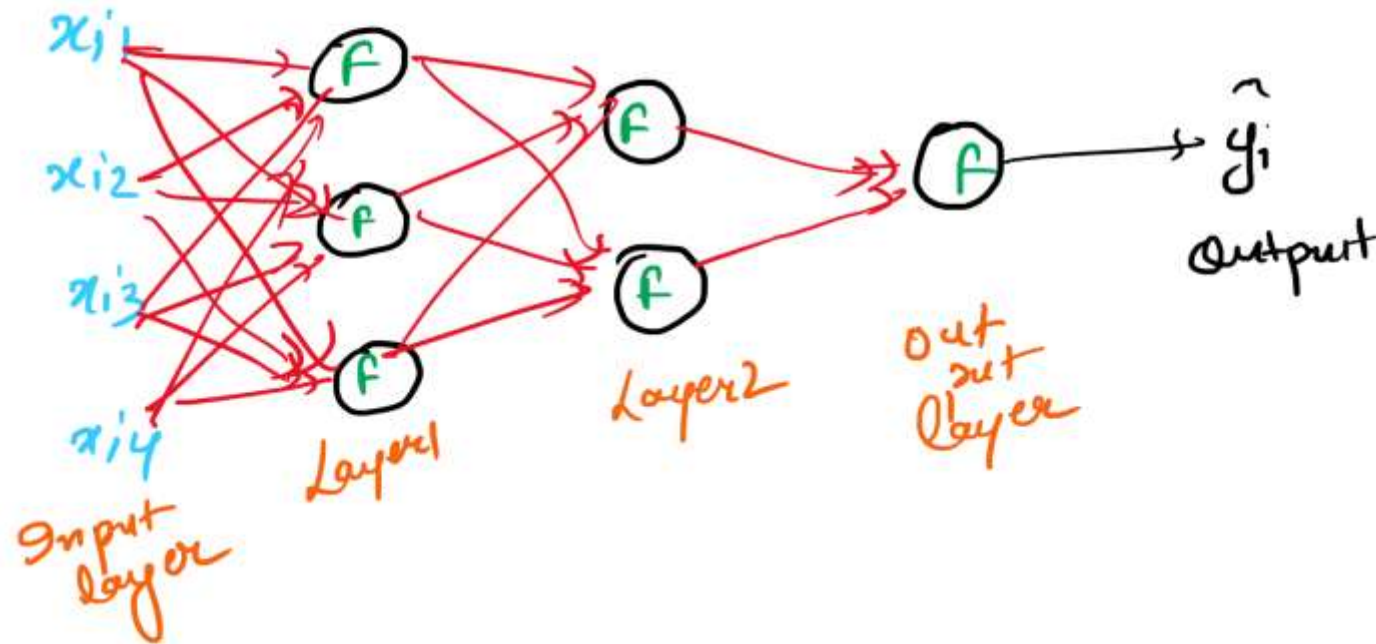 xi1
f
f
xi2
f
f
f
ŷi
xi3
f
Output
xi4
Layer1
Layer2
out
put
layer
Input
layer